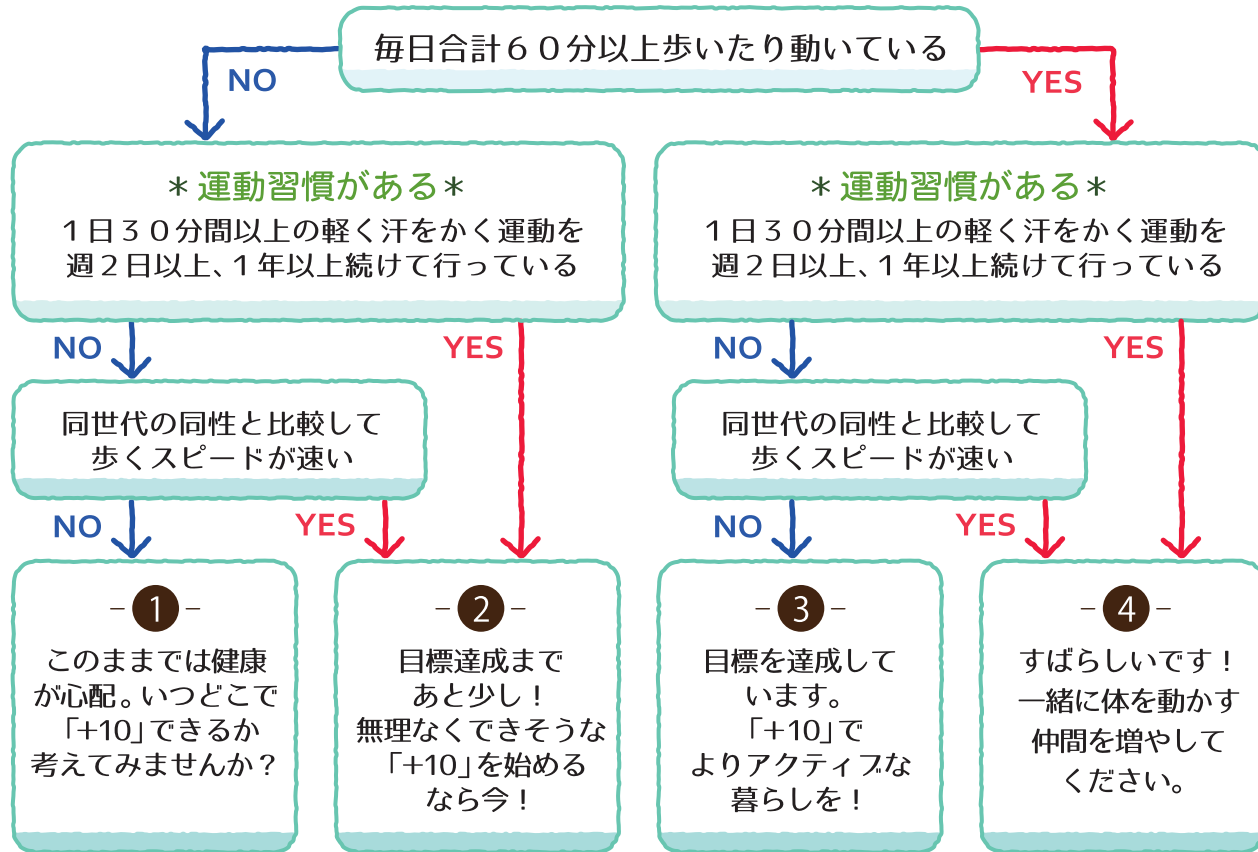 毎日合計６０分以上歩いたり動いている
NO
YES
＊運動習慣がある＊
１日３０分間以上の軽く汗をかく運動を
週２日以上、１年以上続けて行っている
＊運動習慣がある＊
１日３０分間以上の軽く汗をかく運動を
週２日以上、１年以上続けて行っている
NO
YES
NO
YES
同世代の同性と比較して
歩くスピードが速い
同世代の同性と比較して
歩くスピードが速い
NO
YES
NO
YES
-1-
このままでは健康
が心配。いつどこで
「+10」できるか
考えてみませんか？
-2-
目標達成まで
あと少し！
無理なくできそうな
「+10」を始める
なら今！
-3-
目標を達成して
います。
「+10」で
よりアクティブな
暮らしを！
-4-
すばらしいです！
一緒に体を動かす
仲間を増やして
ください。